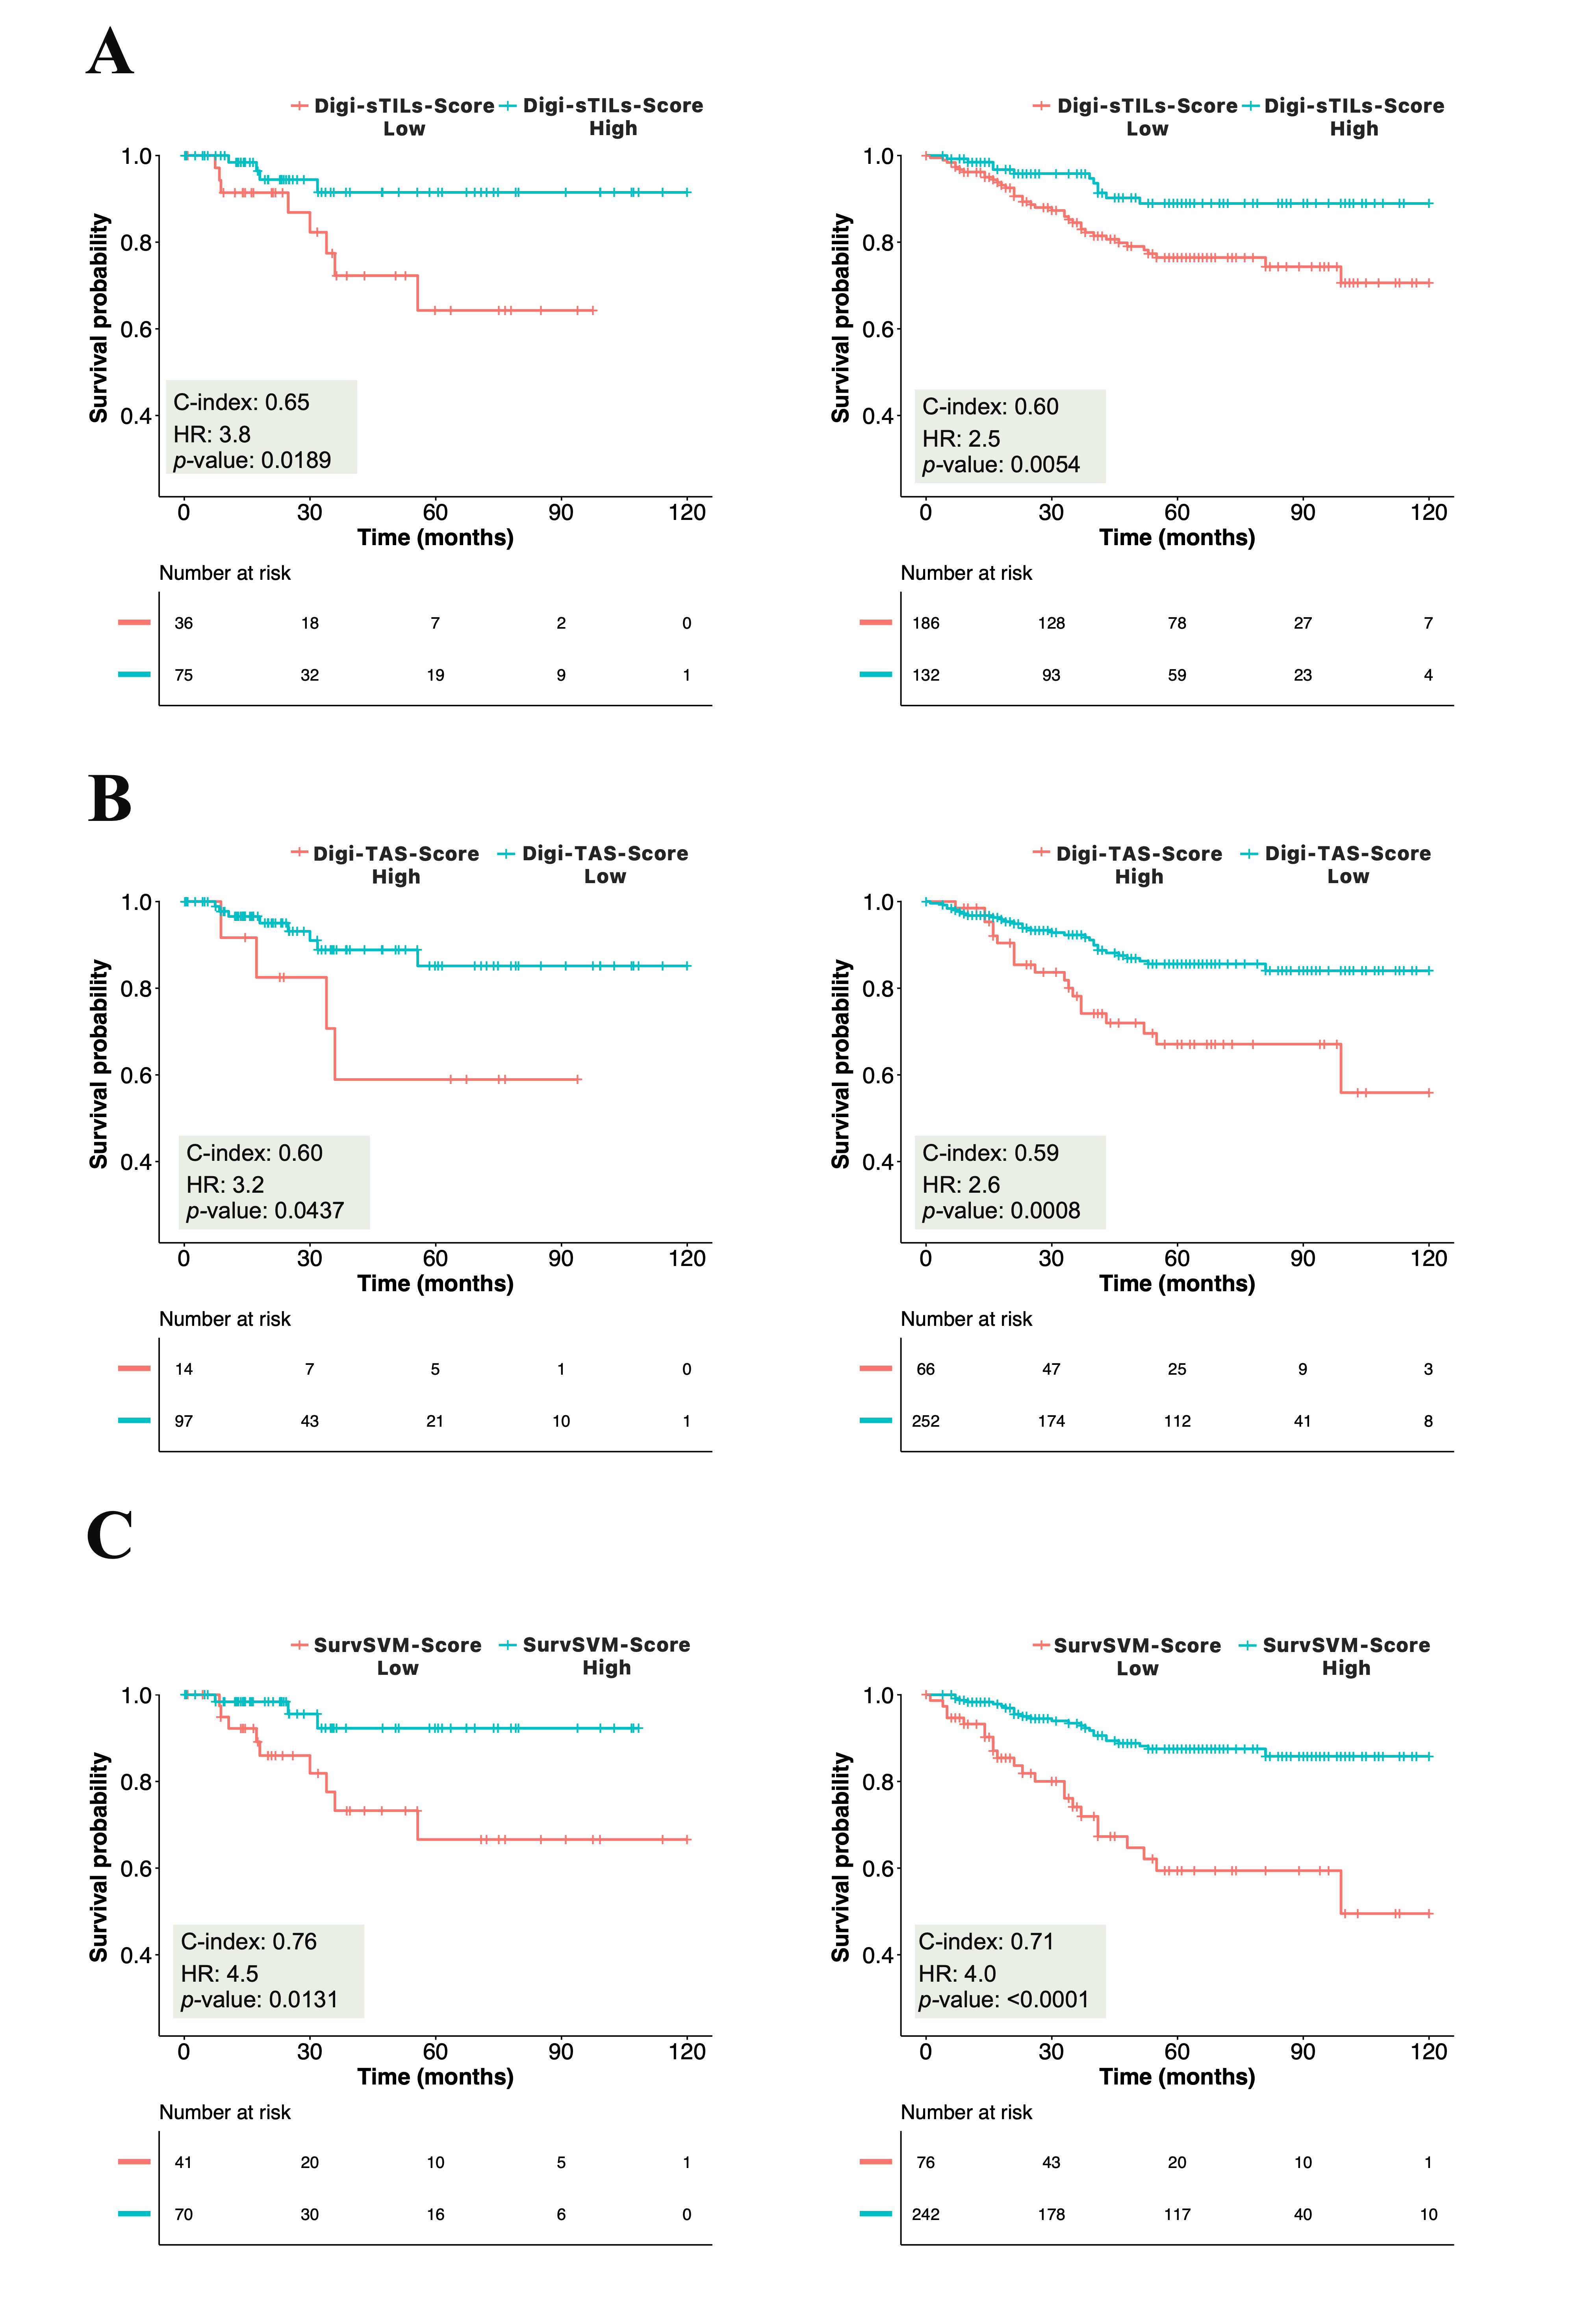 A
Digi-sTILs-Score Low Digi-sTILs-Score High
1.0
0.8
0.6
0.4
Survival probability
C-index: 0.65
HR: 3.8
p-value: 0.0189
0 30 60 90 120
Time (months)
Number at risk
36 18 7 2 0
75 32 19 9 1
Digi-sTILs-Score Low Digi-sTILs-Score High
1.0
0.8
0.6
0.4
Survival probability
C-index: 0.60
HR: 2.5
p-value: 0.0054
0 30 60 90 120
Time (months)
Number at risk
186 128 78 27 7
132 93 59 23 4
B
Digi-TAS-Score High Digi-TAS-Score Low
1.0
0.8
0.6
0.4
Survival probability
C-index: 0.60
HR: 3.2
p-value: 0.0437
0 30 60 90 120
Time (months)
Number at risk
14 7 5 1 0
97 43 21 10 1
Digi-TAS-Score High Digi-TAS-Score Low
1.0
0.8
0.6
0.4
Survival probability
C-index: 0.59
HR: 2.6
p-value: 0.0008
0 30 60 90 120
Time (months)
Number at risk
66 47 25 9 3
252 174 112 41 8
C
SurvSVM-Score Low SurvSVM-Score High
1.0
0.8
0.6
0.4
Survival probability
C-index: 0.76
HR: 4.5
p-value: 0.0131
0 30 60 90 120
Time (months)
Number at risk
41 20 10 5 1
70 30 16 6 0
SurvSVM-Score Low SurvSVM-Score High
1.0
0.8
0.6
0.4
Survival probability
C-index: 0.71
HR: 4.0
p-value: <0.0001
0 30 60 90 120
Time (months)
Number at risk
76 43 20 10 1
242 178 117 40 10